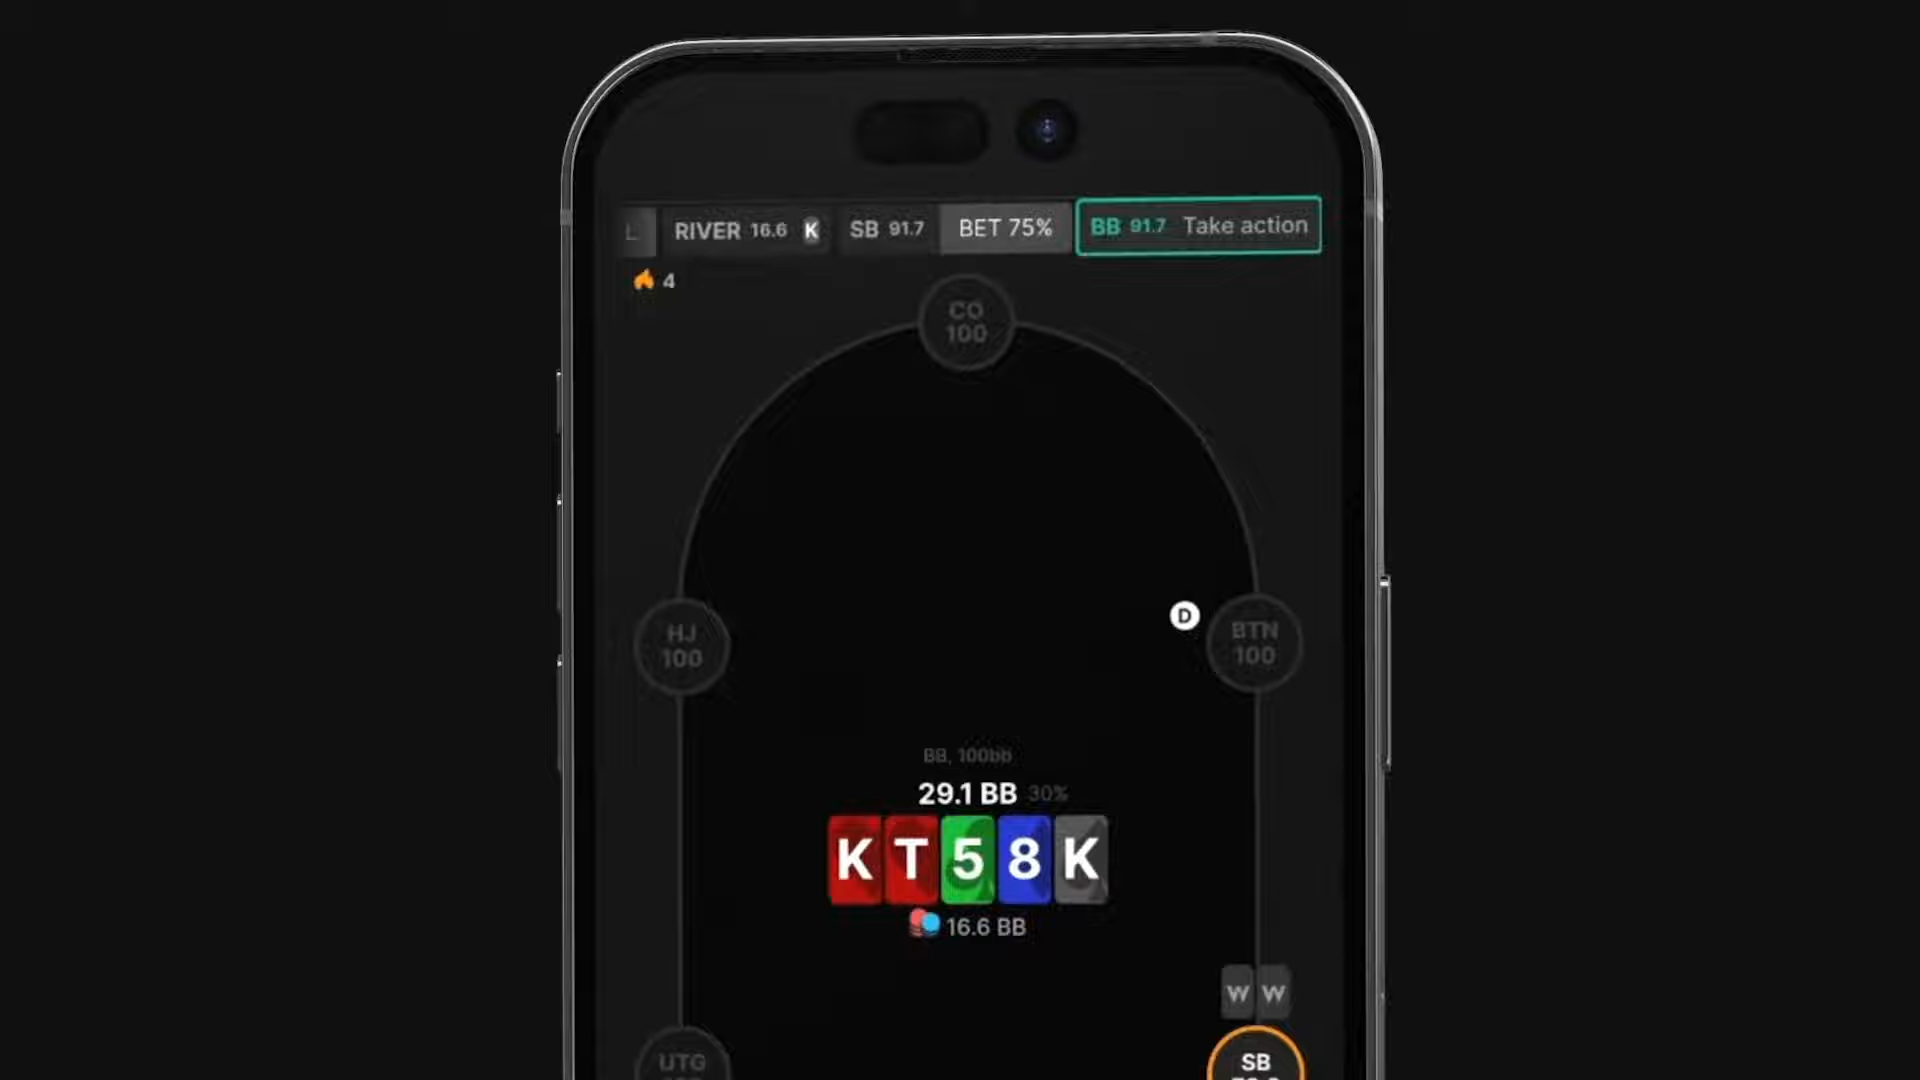 L RIVER 16.6 K SB 91.7 BET 75% BB 91.7 Take action
4
CO
100
HJ
100
D
BTN
100
BB, 100bb
29.1 BB 30%
K T 5 8 K
16.6 BB
W W
UTG
SB